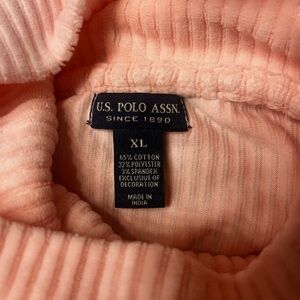 U.S. POLO ASSN.
SINCE 1890
XL
65% COTTON
32% POLYESTER
3% SPANDEX
EXCLUSIVE OF
DECORATION
MADE IN
INDIA